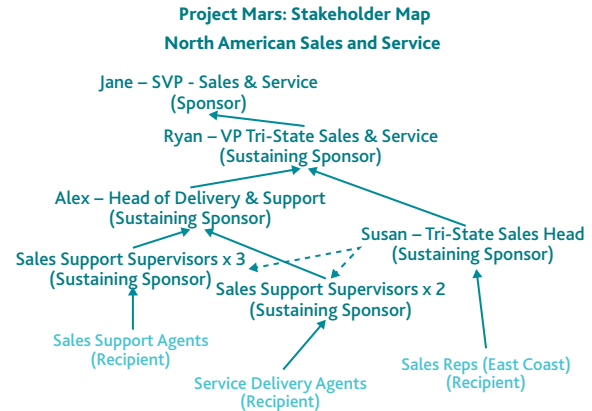 Project Mars: Stakeholder Map
North American Sales and Service
Jane – SVP - Sales & Service
(Sponsor)
Ryan – VP Tri-State Sales & Service
(Sustaining Sponsor)
Alex – Head of Delivery & Support
(Sustaining Sponsor)
Susan – Tri-State Sales Head
(Sustaining Sponsor)
Sales Support Supervisors x 3
(Sustaining Sponsor)
Sales Support Supervisors x 2
(Sustaining Sponsor)
Sales Support Agents
(Recipient)
Service Delivery Agents
(Recipient)
Sales Reps (East Coast)
(Recipient)